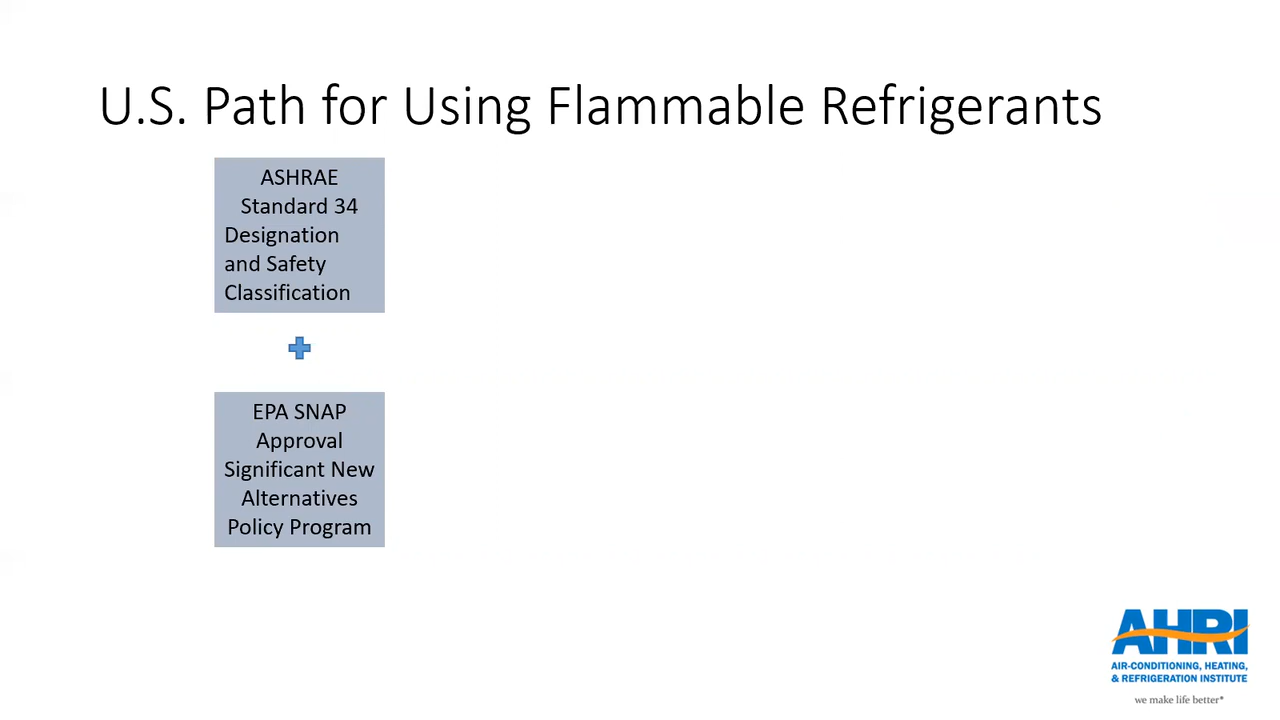 U.S. Path for Using Flammable Refrigerants
ASHRAE
Standard 34
Designation
and Safety
Classification
EPA SNAP
Approval
Significant New
Alternatives
Policy Program
AHRI
AIR-CONDITIONING, HEATING,
& REFRIGERATION INSTITUTE
we make life better*